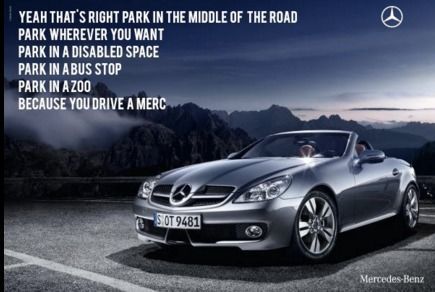 YEAH THAT'S RIGHT PARK IN THE MIDDLE OF THE ROAD
PARK WHEREVER YOU WANT
PARK IN A DISABLED SPACE
PARK IN A BUS STOP
PARK IN A ZOO
BECAUSE YOU DRIVE A MERC
S OT 9481
Mercedes-Benz